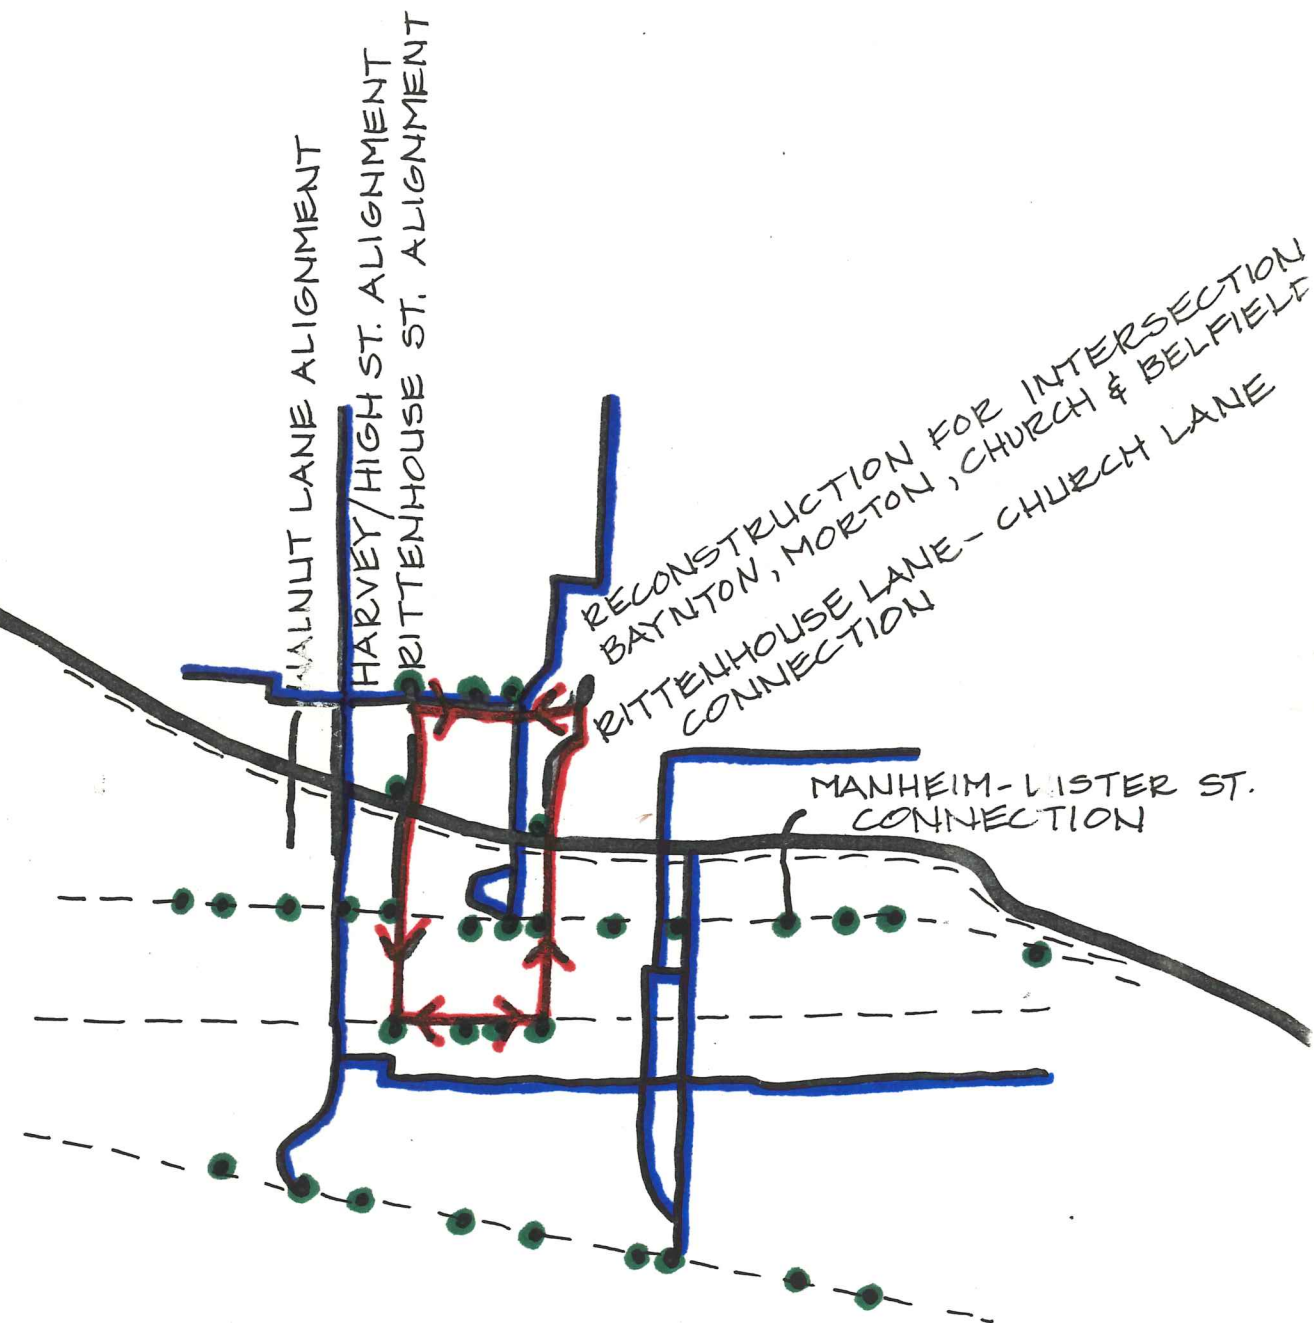 WALNUT LANE ALIGNMENT
HARVEY/HIGH ST. ALIGNMENT
RITTENHOUSE ST. ALIGNMENT
RECONSTRUCTION FOR INTERSECTION
BAYNTON, MORTON, CHURCH & BELFIELD
RITTENHOUSE LANE - CHURCH LANE
CONNECTION
MANHEIM-LISTER ST.
CONNECTION